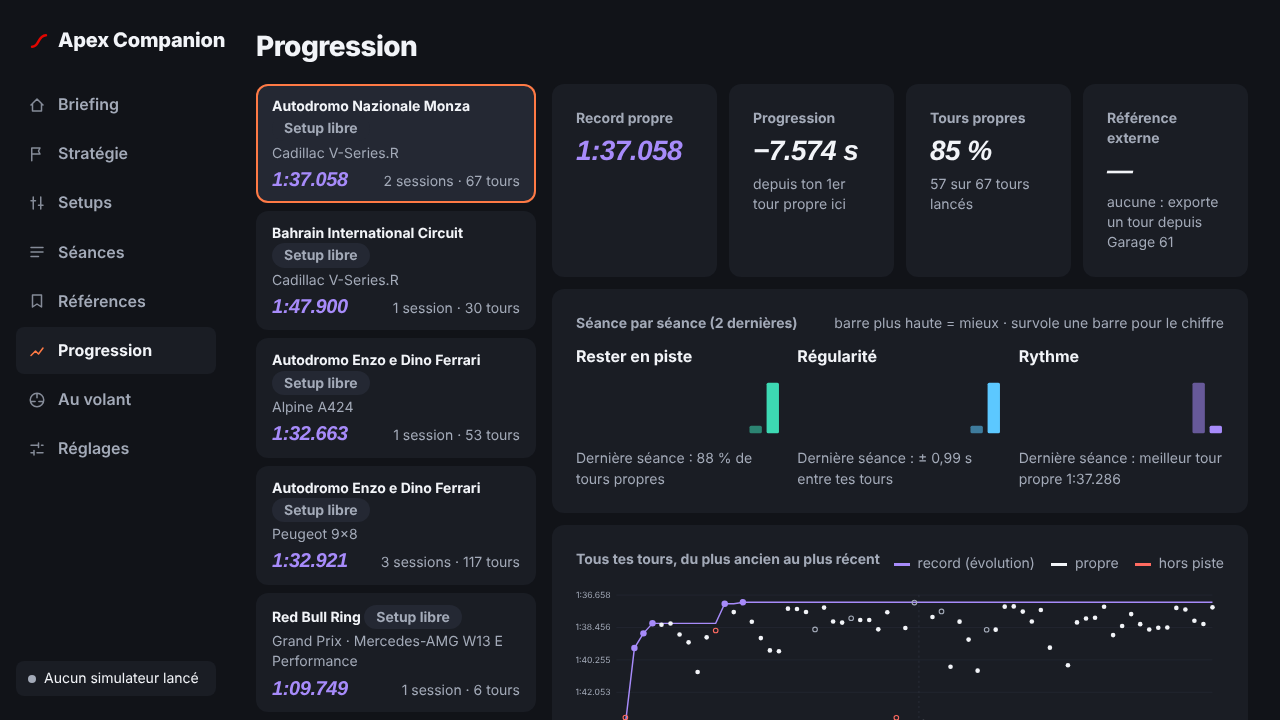 Apex Companion
Briefing
Stratégie
Setups
Séances
Références
Progression
Au volant
Réglages
Aucun simulateur lancé
Progression
Autodromo Nazionale Monza
Setup libre
Cadillac V-Series.R
1:37.058 2 sessions · 67 tours
Bahrain International Circuit
Setup libre
Cadillac V-Series.R
1:47.900 1 session · 30 tours
Autodromo Enzo e Dino Ferrari
Setup libre
Alpine A424
1:32.663 1 session · 53 tours
Autodromo Enzo e Dino Ferrari
Setup libre
Peugeot 9×8
1:32.921 3 sessions · 117 tours
Red Bull Ring Setup libre
Grand Prix · Mercedes-AMG W13 E
Performance
1:09.749 1 session · 6 tours
Record propre
1:37.058
Progression
−7.574 s
depuis ton 1er
tour propre ici
Tours propres
85 %
57 sur 67 tours
lancés
Référence
externe
—
aucune : exporte
un tour depuis
Garage 61
Séance par séance (2 dernières) barre plus haute = mieux · survole une barre pour le chiffre
Rester en piste
Dernière séance : 88 % de
tours propres
Régularité
Dernière séance : ± 0,99 s
entre tes tours
Rythme
Dernière séance : meilleur tour
propre 1:37.286
Tous tes tours, du plus ancien au plus récent record (évolution) propre hors piste
1:36.658
1:38.456
1:40.255
1:42.053